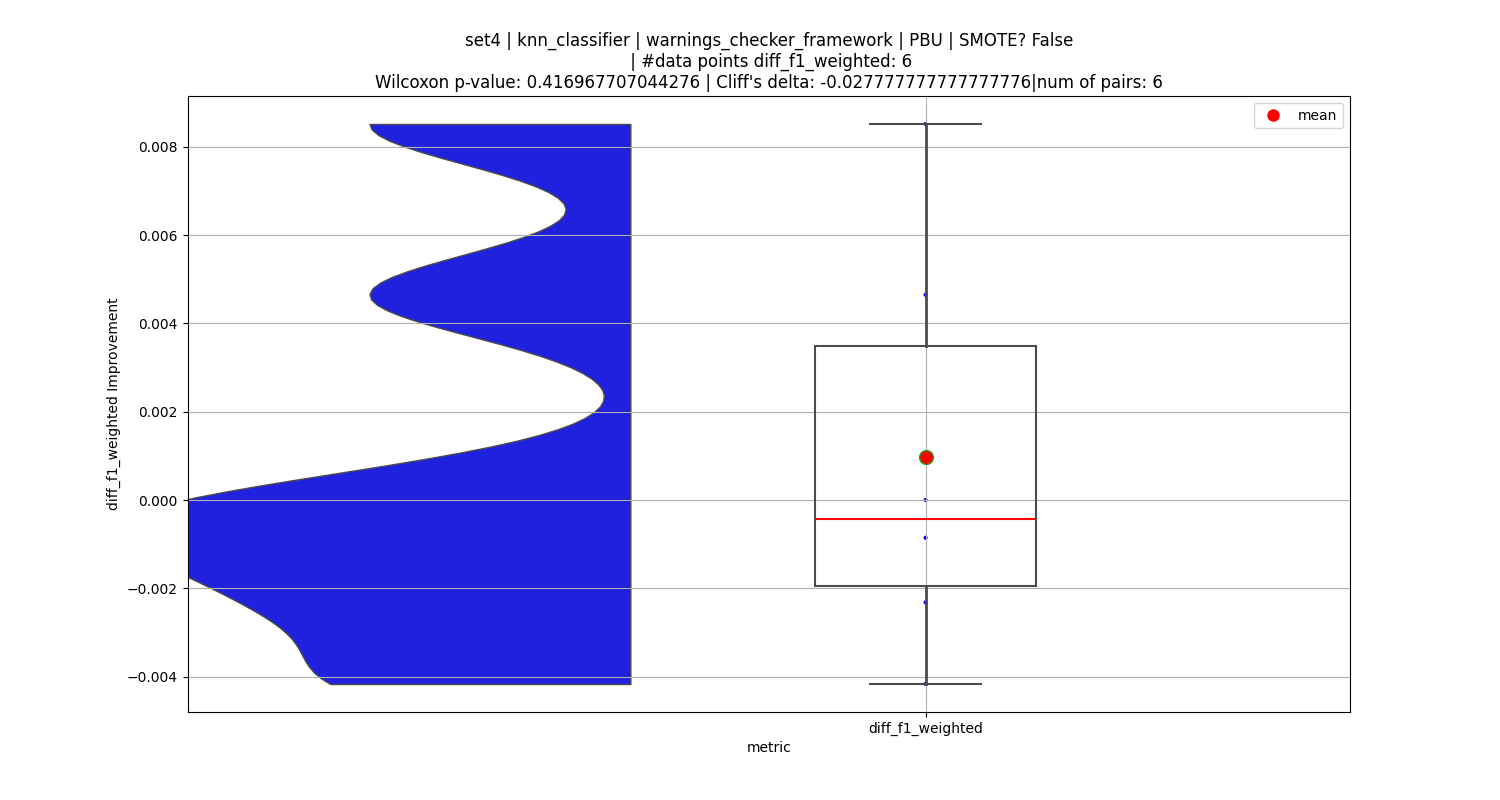 set4 | knn_classifier | warnings_checker_framework | PBU | SMOTE? False
| #data points diff_f1_weighted: 6
Wilcoxon p-value: 0.416967707044276 | Cliff's delta: -0.027777777777777776|num of pairs: 6
mean
0.008
0.006
0.004
0.002
0.000
−0.002
−0.004
diff_f1_weighted Improvement
diff_f1_weighted
metric